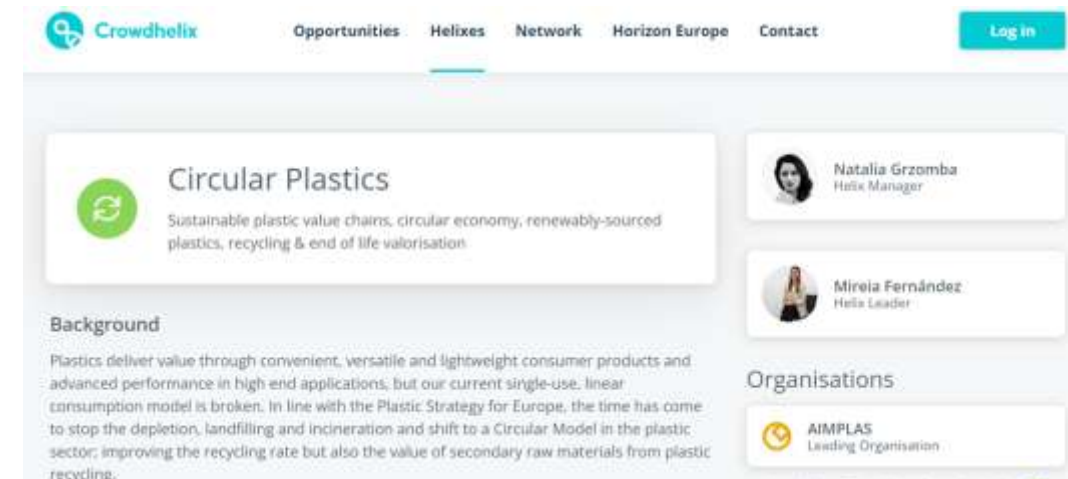 Crowdhelix
Opportunities Helixes Network Horizon Europe Contact Log in
Circular Plastics
Sustainable plastic value chains, circular economy, renewably-sourced
plastics, recycling & end of life valorisation
Natalia Grzomba
Helix Manager
Mireia Fernández
Helix Leader
Background
Plastics deliver value through convenient, versatile and lightweight consumer products and
advanced performance in high end applications, but our current single-use, linear
consumption model is broken. In line with the Plastic Strategy for Europe, the time has come
to stop the depletion, landfilling and incineration and shift to a Circular Model in the plastic
sector; improving the recycling rate but also the value of secondary raw materials from plastic
recycling.
Organisations
AIMPLAS
Leading Organisation